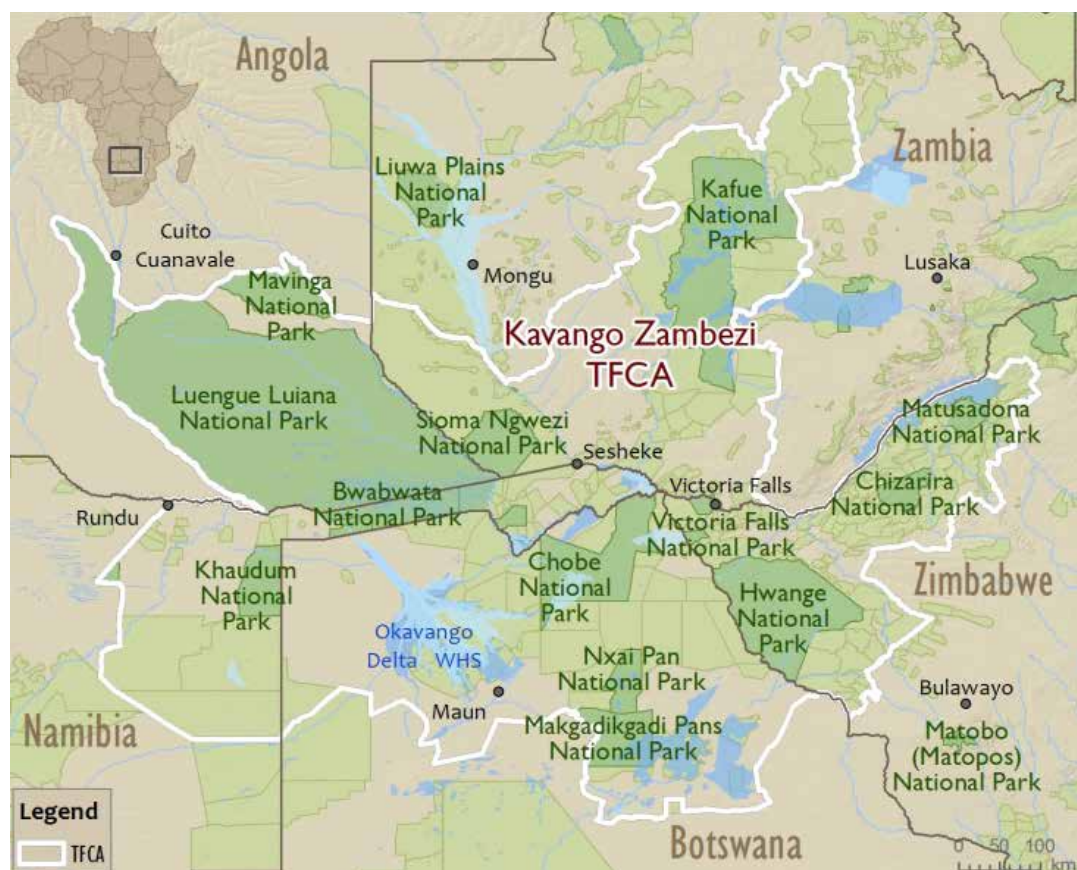 Angola
Zambia
Liuwa Plains
National
Park
Kafue
National
Park
Cuito
Cuanavale
Mongu
Lusaka
Mavinga
National
Park
Kavango Zambezi
TFCA
Luengue Luiana
National Park
Sioma Ngwezi
National Park
Matusadona
National Park
Sesheke
Chizarira
National Park
Victoria Falls
Bwabwata
National Park
Rundu
Victoria Falls
National Park
Khaudum
National
Park
Chobe
National
Park
Zimbabwe
Hwange
National
Park
Okavango
Delta WHS
Nxai Pan
National Park
Maun
Bulawayo
Namibia
Makgadikgadi Pans
National Park
Matobo
(Matopos)
National Park
Legend
TFCA
Botswana
0 50 100
km